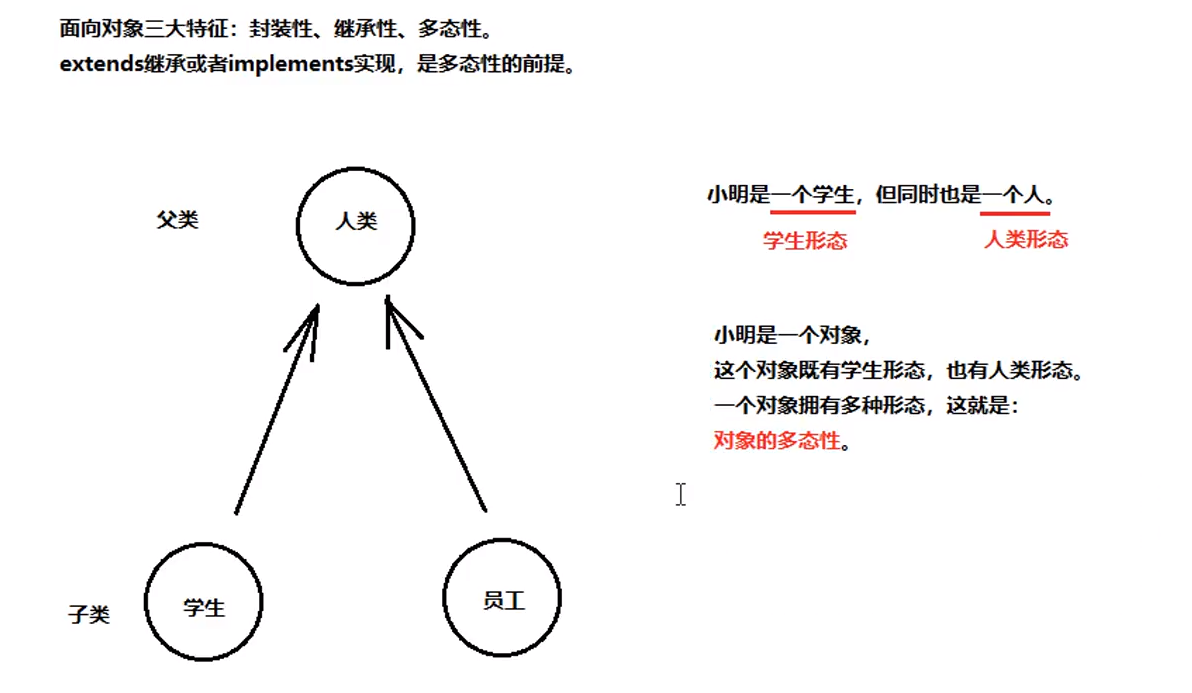 面向对象三大特征：封装性、继承性、多态性。
extends继承或者implements实现，是多态性的前提。
父类
人类
小明是一个学生，但同时也是一个人。
学生形态
人类形态
小明是一个对象，
这个对象既有学生形态，也有人类形态。
一个对象拥有多种形态，这就是：
对象的多态性。
子类
学生
员工